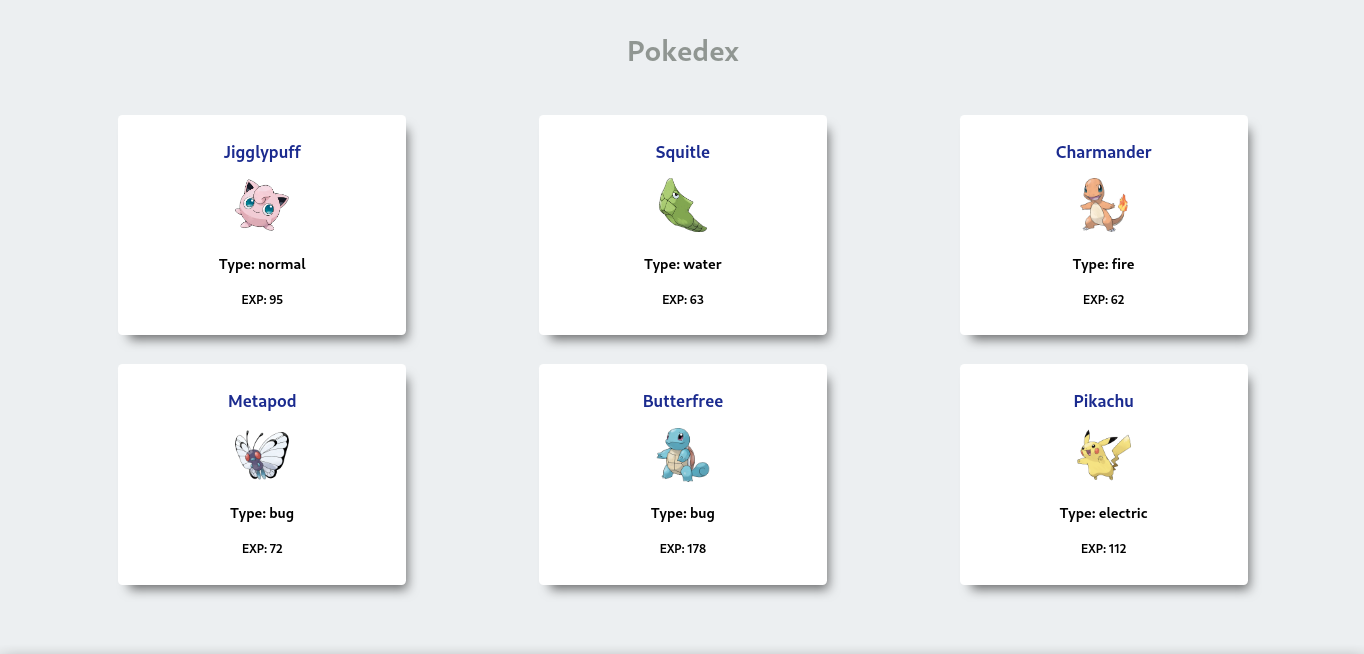 Pokedex
Jigglypuff
Type: normal
EXP: 95
Squitle
Type: water
EXP: 63
Charmander
Type: fire
EXP: 62
Metapod
Type: bug
EXP: 72
Butterfree
Type: bug
EXP: 178
Pikachu
Type: electric
EXP: 112